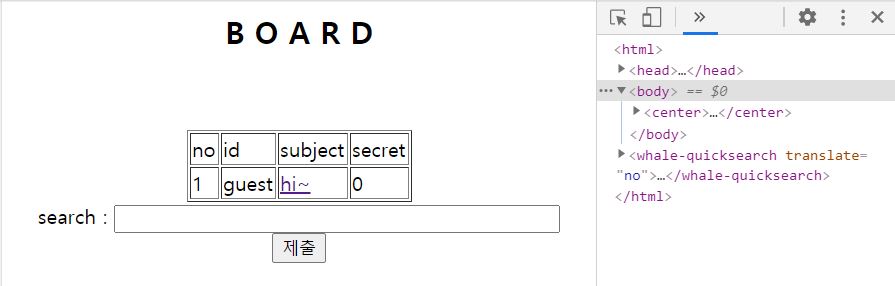 B O A R D
no id subject secret
1 guest hi~ 0
search :
제출
<html>
<head>…</head>
<body> == $0
<center>…</center>
</body>
<whale-quicksearch translate=
"no">…</whale-quicksearch>
</html>